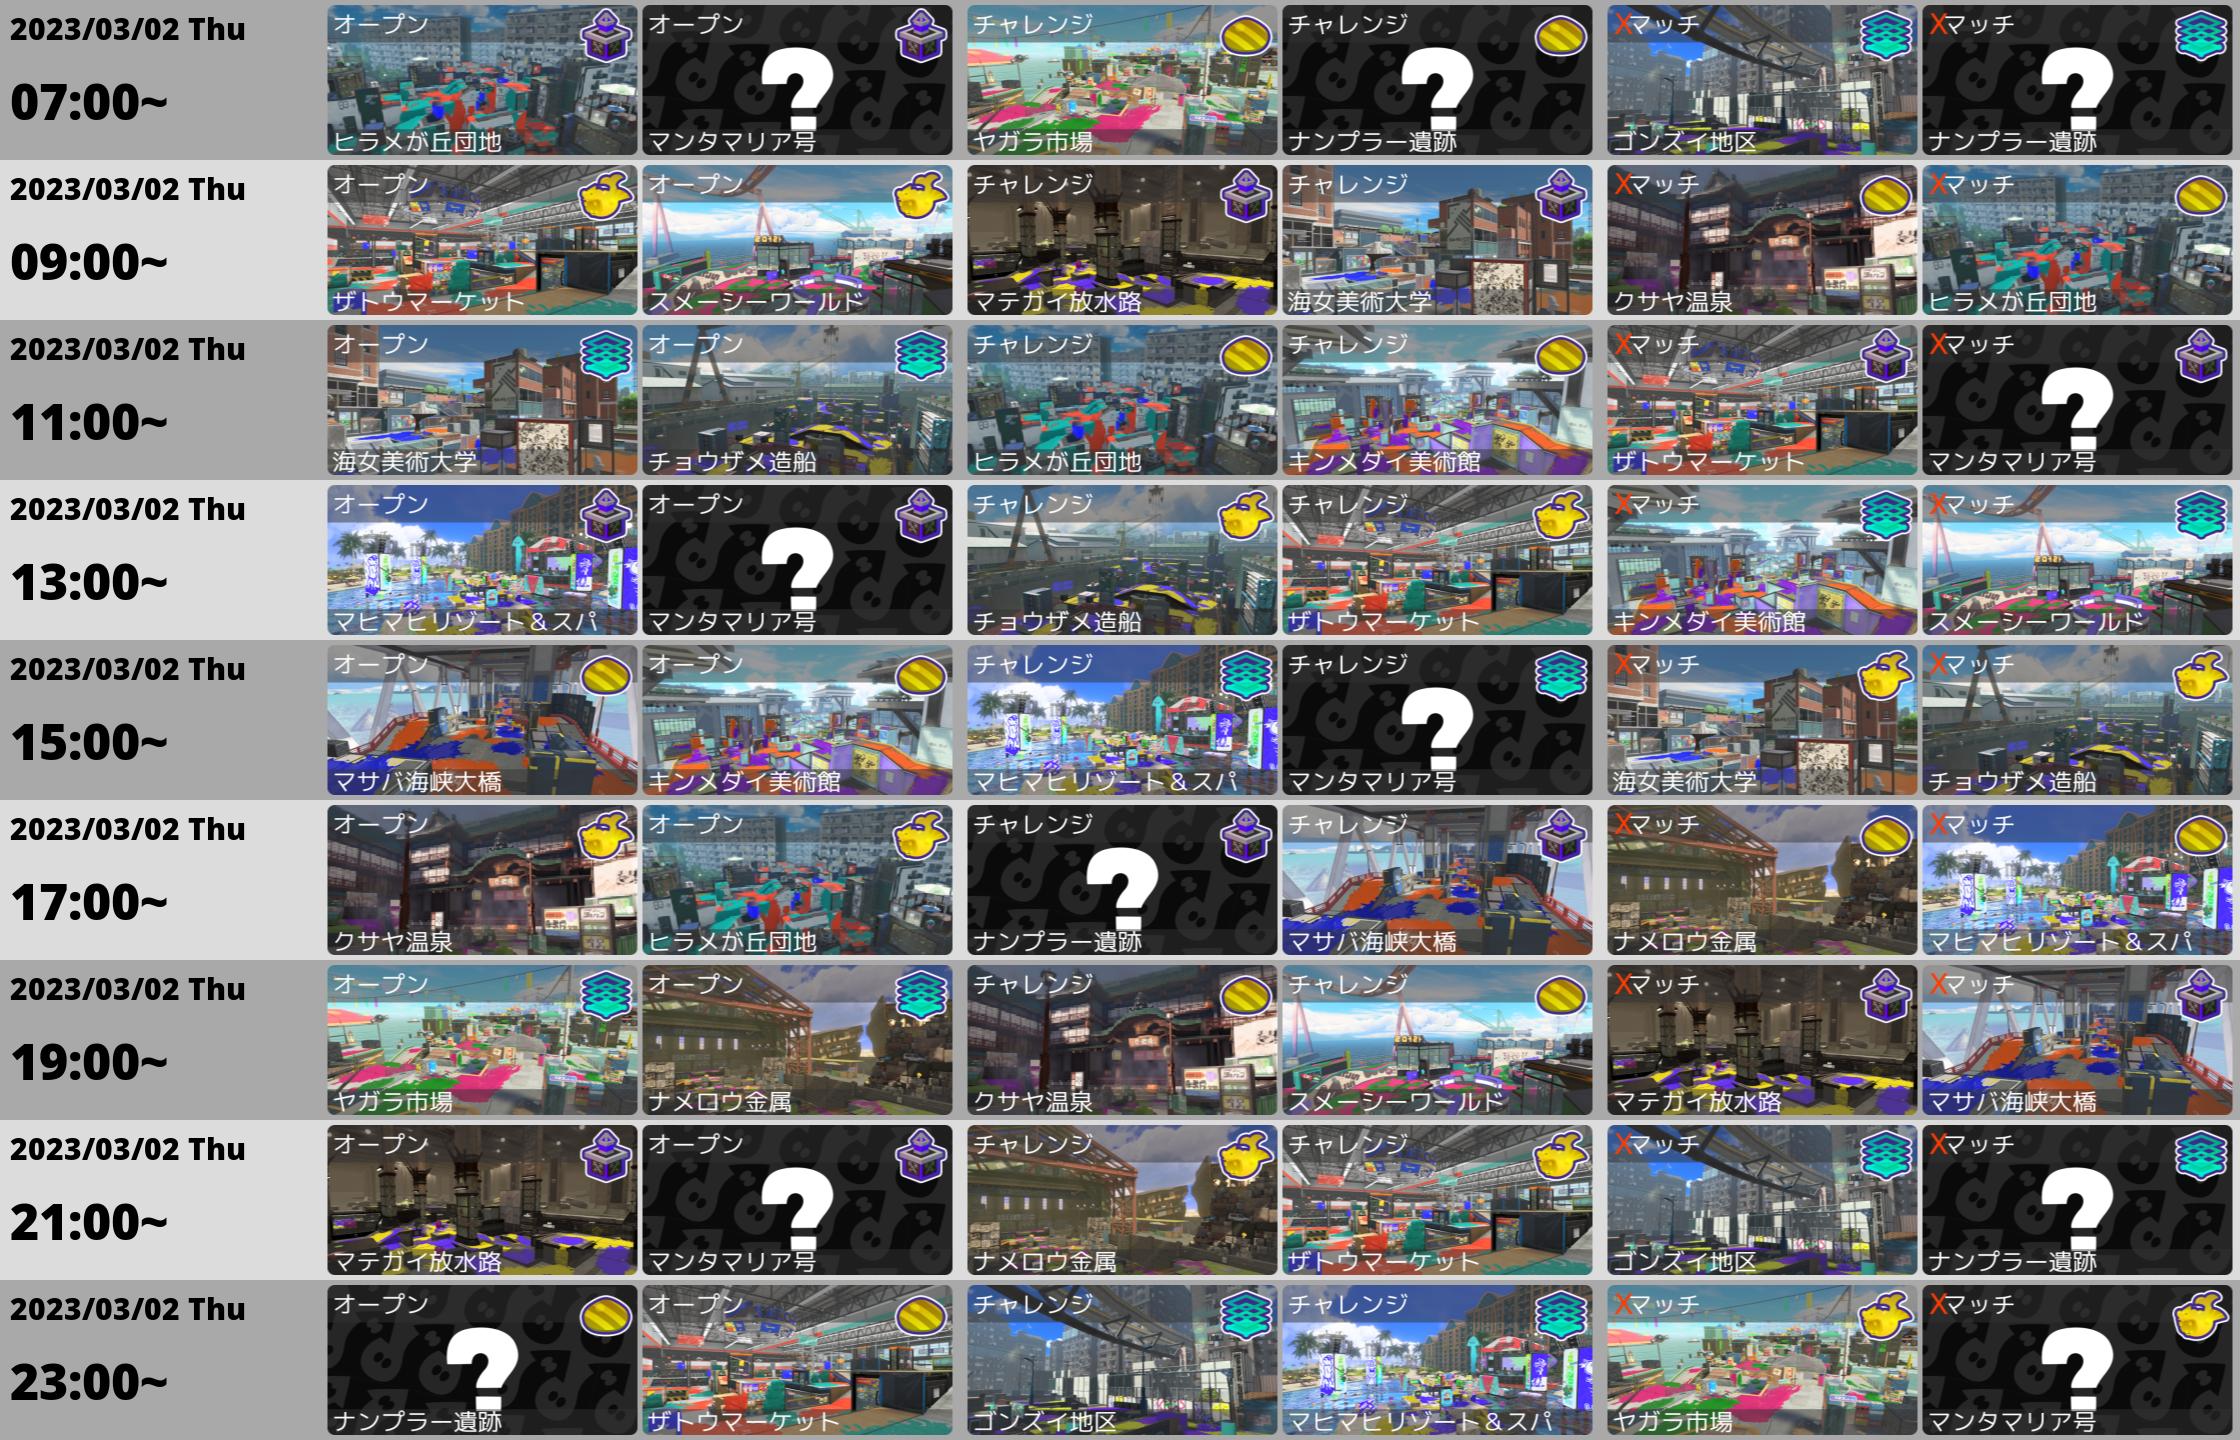 2023/03/02 Thu
07:00~
オープン
ヒラメが丘団地
オープン
マンタマリア号
チャレンジ
ヤガラ市場
チャレンジ
ナンプラー遺跡
Xマッチ
ゴンズイ地区
Xマッチ
ナンプラー遺跡
2023/03/02 Thu
09:00~
オープン
ザトウマーケット
オープン
スメーシーワールド
チャレンジ
マテガイ放水路
チャレンジ
海女美術大学
Xマッチ
クサヤ温泉
Xマッチ
ヒラメが丘団地
2023/03/02 Thu
11:00~
オープン
海女美術大学
オープン
チョウザメ造船
チャレンジ
ヒラメが丘団地
チャレンジ
キンメダイ美術館
Xマッチ
ザトウマーケット
Xマッチ
マンタマリア号
2023/03/02 Thu
13:00~
オープン
マヒマヒリゾート＆スパ
オープン
マンタマリア号
チャレンジ
チョウザメ造船
チャレンジ
ザトウマーケット
Xマッチ
キンメダイ美術館
Xマッチ
スメーシーワールド
2023/03/02 Thu
15:00~
オープン
マサバ海峡大橋
オープン
キンメダイ美術館
チャレンジ
マヒマヒリゾート＆スパ
チャレンジ
マンタマリア号
Xマッチ
海女美術大学
Xマッチ
チョウザメ造船
2023/03/02 Thu
17:00~
オープン
クサヤ温泉
オープン
ヒラメが丘団地
チャレンジ
ナンプラー遺跡
チャレンジ
マサバ海峡大橋
Xマッチ
ナメロウ金属
Xマッチ
マヒマヒリゾート＆スパ
2023/03/02 Thu
19:00~
オープン
ヤガラ市場
オープン
ナメロウ金属
チャレンジ
クサヤ温泉
チャレンジ
スメーシーワールド
Xマッチ
マテガイ放水路
Xマッチ
マサバ海峡大橋
2023/03/02 Thu
21:00~
オープン
マテガイ放水路
オープン
マンタマリア号
チャレンジ
ナメロウ金属
チャレンジ
ザトウマーケット
Xマッチ
ゴンズイ地区
Xマッチ
ナンプラー遺跡
2023/03/02 Thu
23:00~
オープン
ナンプラー遺跡
オープン
ザトウマーケット
チャレンジ
ゴンズイ地区
チャレンジ
マヒマヒリゾート＆スパ
Xマッチ
ヤガラ市場
Xマッチ
マンタマリア号